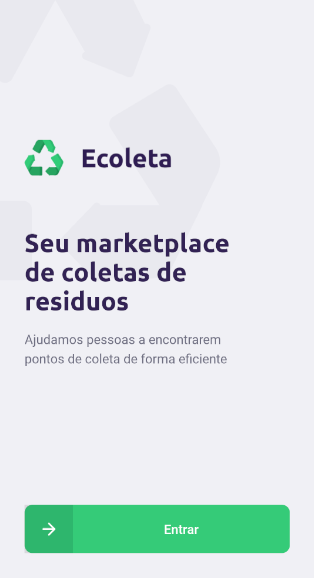 Ecoleta
Seu marketplace
de coletas de
residuos
Ajudamos pessoas a encontrarem
pontos de coleta de forma eficiente
Entrar